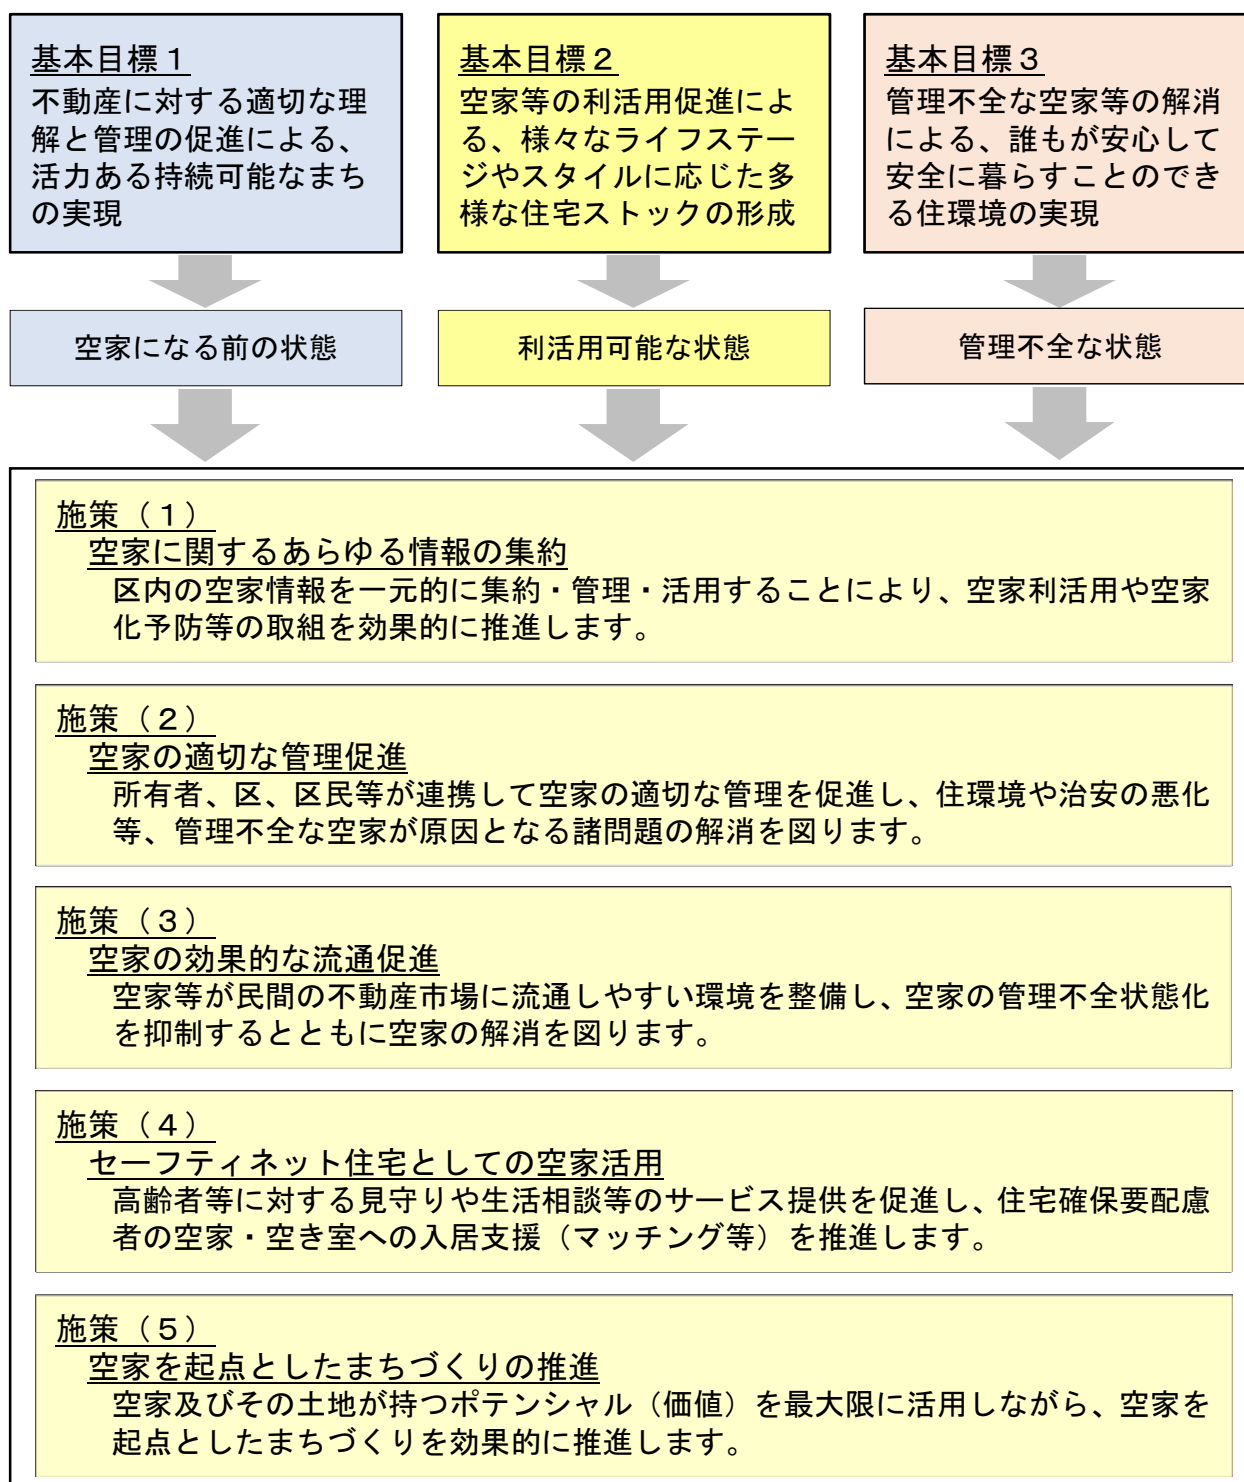 基本目標1
不動産に対する適切な理
解と管理の促進による、
活力ある持続可能なまち
の実現
基本目標2
空家等の利活用促進によ
る、様々なライフステー
ジやスタイルに応じた多
様な住宅ストックの形成
基本目標3
管理不全な空家等の解消
による、誰もが安心して
安全に暮らすことのでき
る住環境の実現
空家になる前の状態
利活用可能な状態
管理不全な状態
施策（1）
空家に関するあらゆる情報の集約
区内の空家情報を一元的に集約・管理・活用することにより、空家利活用や空家
化予防等の取組を効果的に推進します。
施策（2）
空家の適切な管理促進
所有者、区、区民等が連携して空家の適切な管理を促進し、住環境や治安の悪化
等、管理不全な空家が原因となる諸問題の解消を図ります。
施策（3）
空家の効果的な流通促進
空家等が民間の不動産市場に流通しやすい環境を整備し、空家の管理不全状態化
を抑制するとともに空家の解消を図ります。
施策（4）
セーフティネット住宅としての空家活用
高齢者等に対する見守りや生活相談等のサービス提供を促進し、住宅確保要配慮
者の空家・空き室への入居支援（マッチング等）を推進します。
施策（5）
空家を起点としたまちづくりの推進
空家及びその土地が持つポテンシャル（価値）を最大限に活用しながら、空家を
起点としたまちづくりを効果的に推進します。